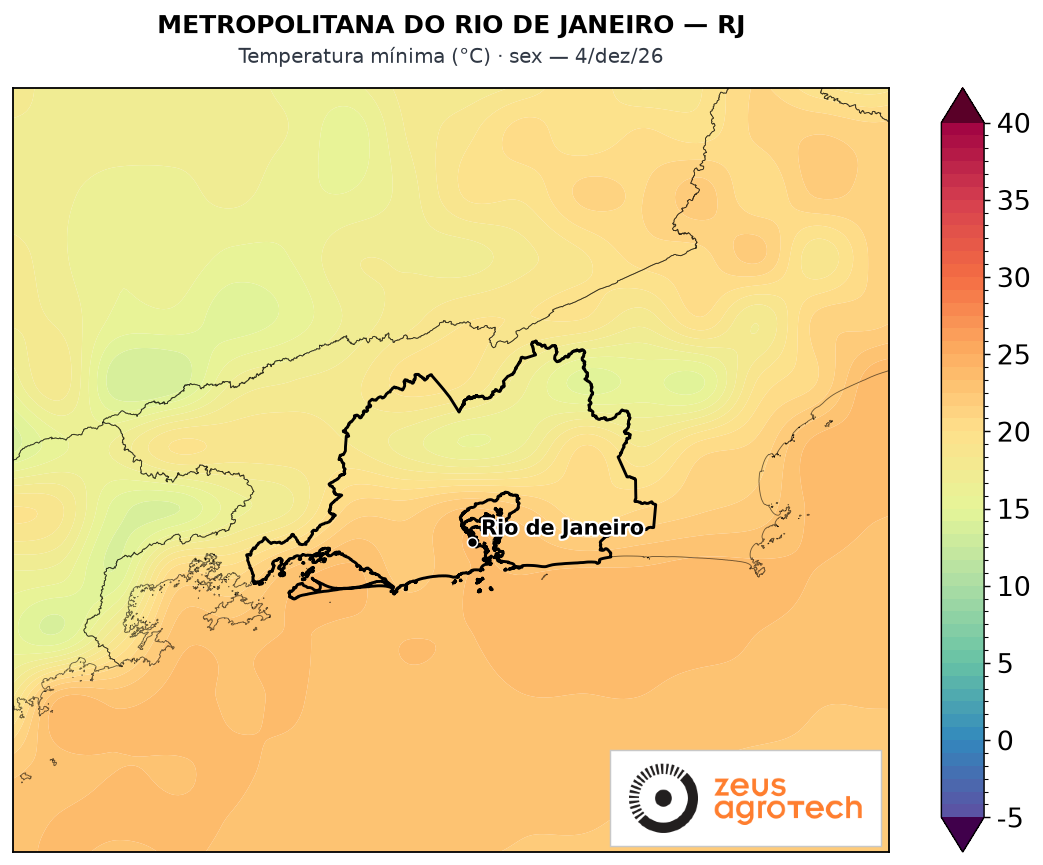 METROPOLITANA DO RIO DE JANEIRO — RJ
Temperatura mínima (°C) · sex — 4/dez/26
40
35
30
25
20
15
10
5
0
-5
Rio de Janeiro
zeus
agrotech